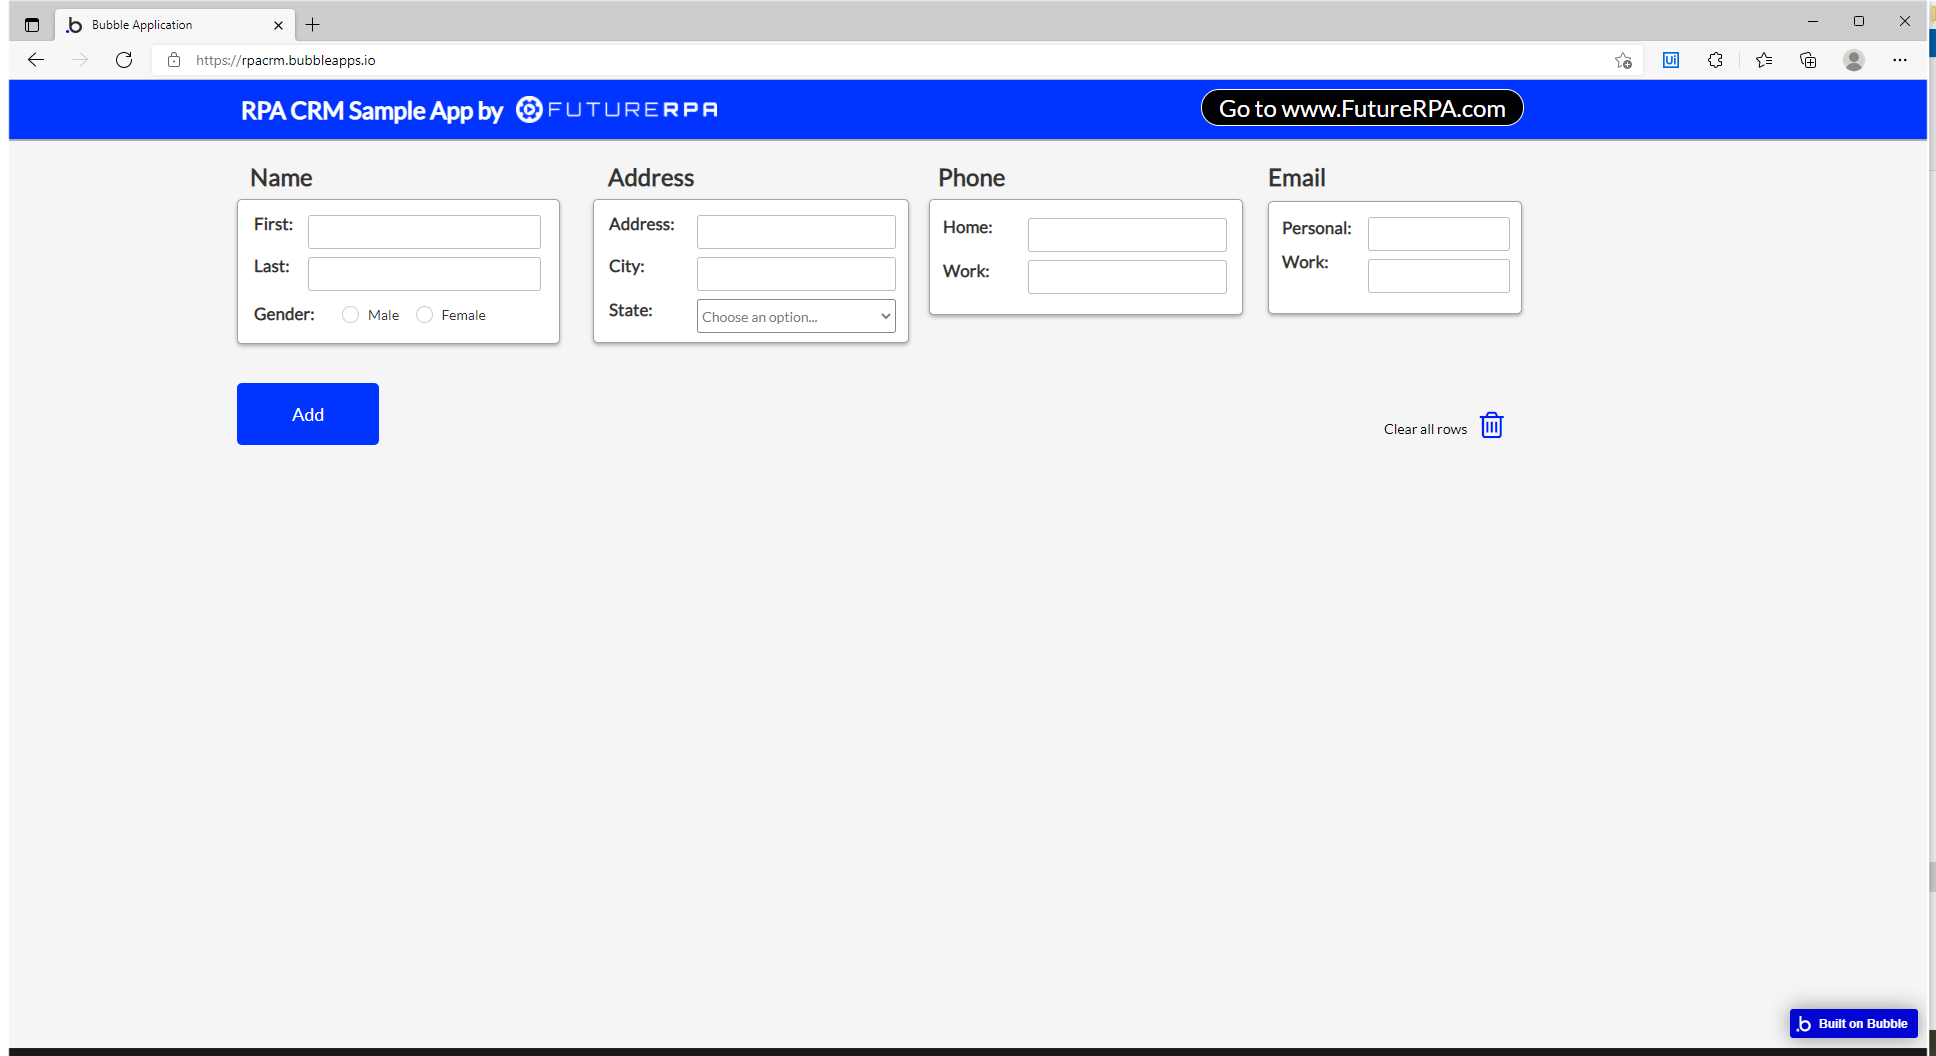 Bubble Application
https://rpacrm.bubbleapps.io
Ui
RPA CRM Sample App by FUTURERPA
Go to www.FutureRPA.com
Name
First:
Last:
Gender: Male Female
Address
Address:
City:
State: Choose an option...
Phone
Home:
Work:
Email
Personal:
Work:
Add
Clear all rows
.b Built on Bubble